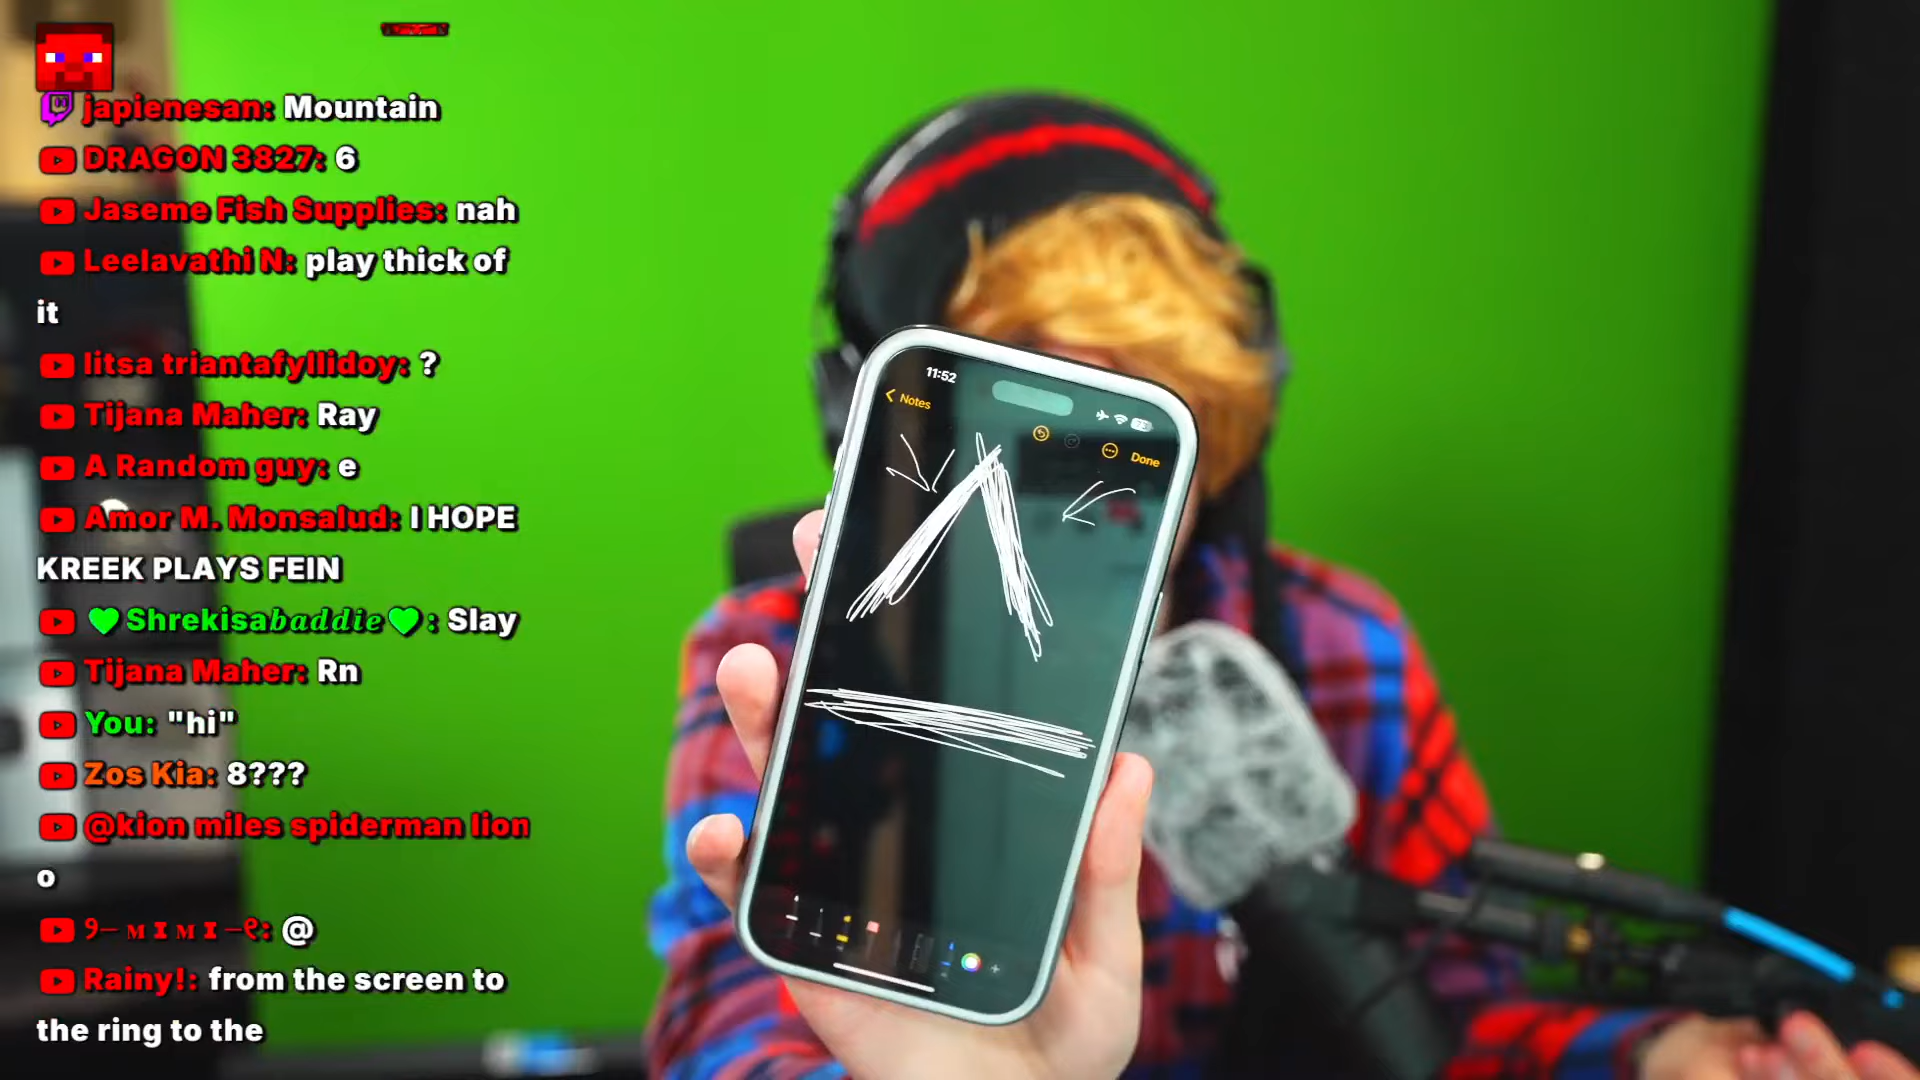 japienesan: Mountain
DRAGON 3827: 6
Jaseme Fish Supplies: nah
Leelavathi N: play thick of
it
litsa triantafyllidoy: ?
Tijana Maher: Ray
A Random guy: e
Amor M. Monsalud: I HOPE
KREEK PLAYS FEIN
💚Shrekisa𝒃𝒂𝒅𝒅𝒊𝒆💚: Slay
Tijana Maher: Rn
You: "hi"
Zos Kia: 8???
@kion miles spiderman lion
o
୨– ᴍ ɪ ᴍ ɪ –୧: @
Rainy!: from the screen to
the ring to the
11:52
Notes
Done